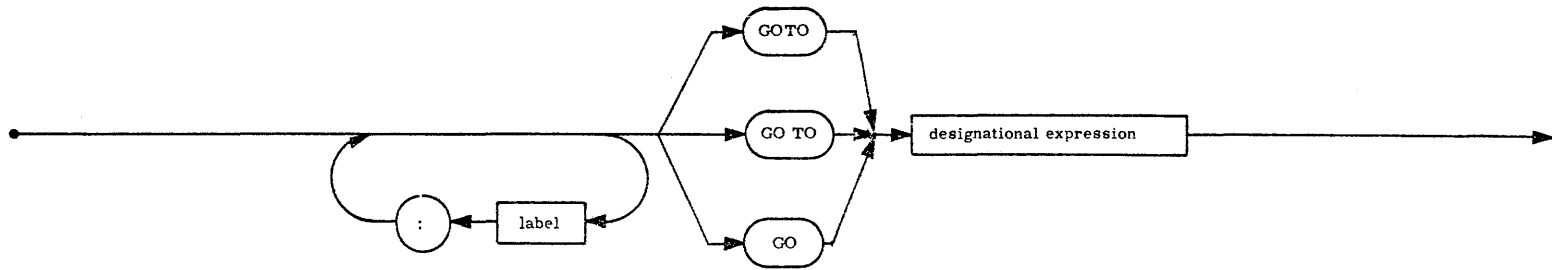 GOTO
GO TO
designational expression
: label
GO